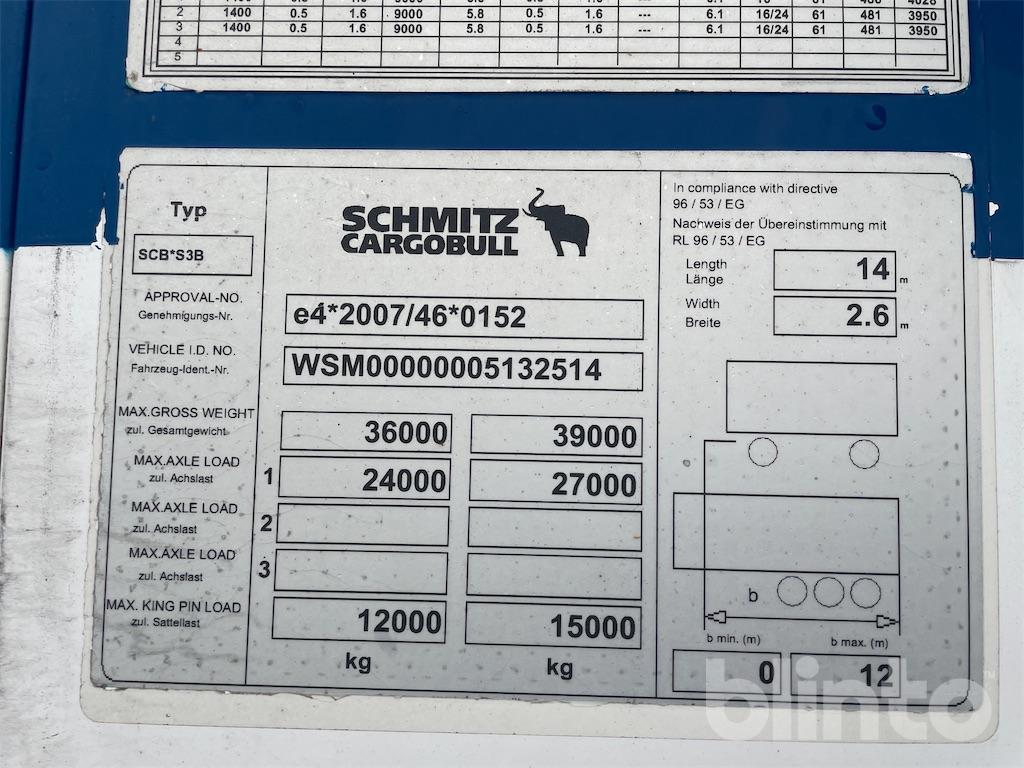 2 1400 0.5 1.6 9000 5.8 0.5 1.6 --- 6.1 16/24 61 481 3950
3 1400 0.5 1.6 9000 5.8 0.5 1.6 --- 6.1 16/24 61 481 3950
4
5
Typ
SCB*S3B
SCHMITZ
CARGOBULL
APPROVAL-NO.
Genehmigungs-Nr.
e4*2007/46*0152
VEHICLE I.D. NO.
Fahrzeug-Ident.-Nr.
WSM00000005132514
MAX.GROSS WEIGHT
zul. Gesamtgewicht
36000 39000
MAX.AXLE LOAD
zul. Achslast
1 24000 27000
MAX.AXLE LOAD
zul. Achslast
2
MAX.AXLE LOAD
zul. Achslast
3
MAX. KING PIN LOAD
zul. Sattellast
12000 15000
kg kg
In compliance with directive
96 / 53 / EG
Nachweis der Übereinstimmung mit
RL 96 / 53 / EG
Length
Länge
14 m
Width
Breite
2.6 m
b
b min. (m) b max. (m)
0 12
blinto